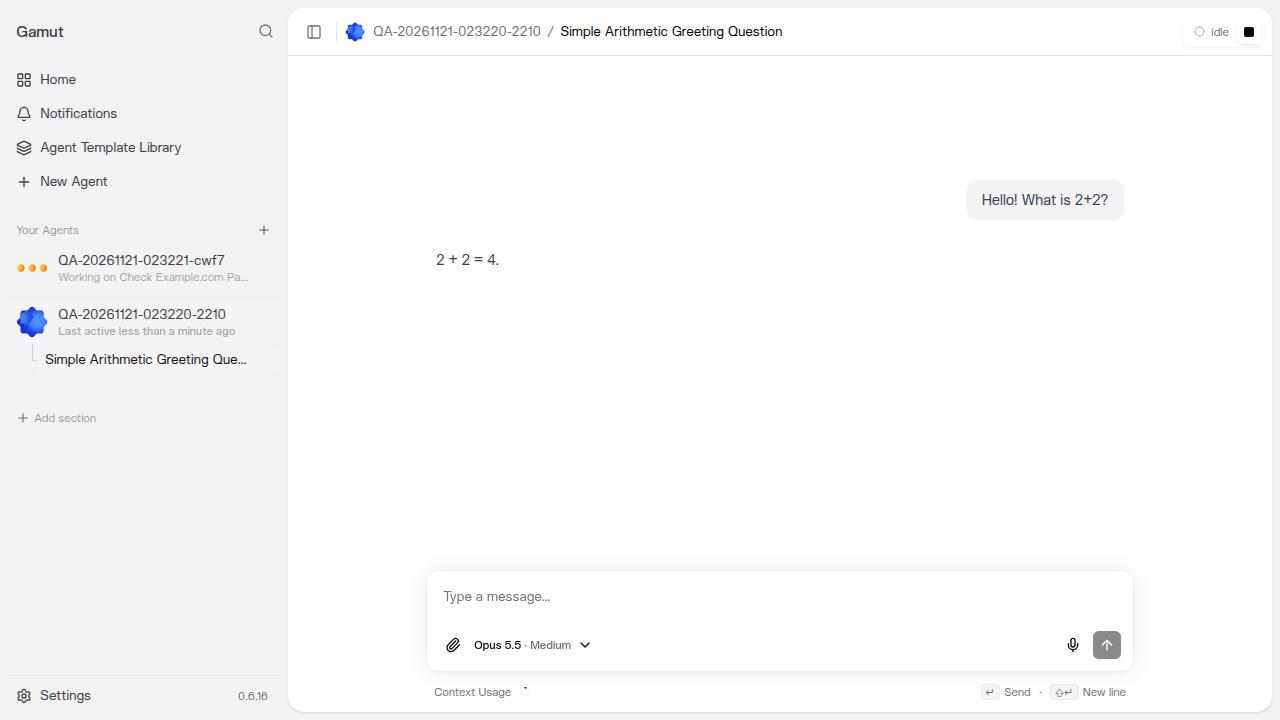 Gamut
Home
Notifications
Agent Template Library
New Agent
Your Agents
QA-20261121-023221-cwf7
Working on Check Example.com Pa...
QA-20261121-023220-2210
Last active less than a minute ago
Simple Arithmetic Greeting Que...
Add section
Settings
0.6.16
QA-20261121-023220-2210 / Simple Arithmetic Greeting Question
idle
Hello! What is 2+2?
2 + 2 = 4.
Type a message...
Opus 5.5 · Medium
Context Usage
↵ Send · ⇧↵ New line